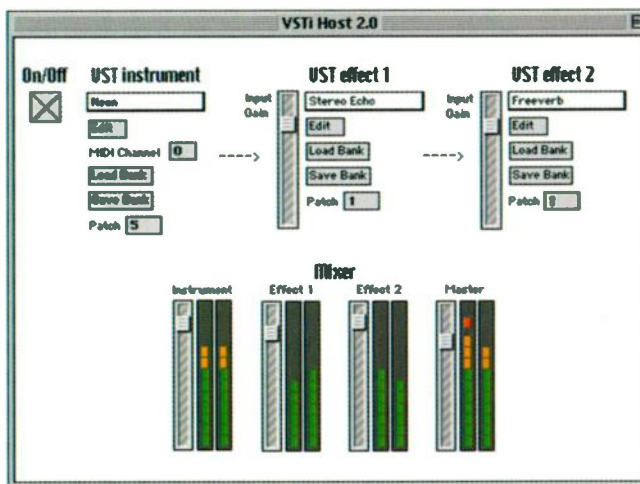 VSTi Host 2.0
On/Off
VST instrument
Neon
Edit
MIDI Channel 0
Load Bank
Save Bank
Patch 5
VST effect 1
Input
Gain
Stereo Echo
Edit
Load Bank
Save Bank
Patch 1
VST effect 2
Input
Gain
Freeverb
Edit
Load Bank
Save Bank
Patch
Mixer
Instrument
Effect 1
Effect 2
Master